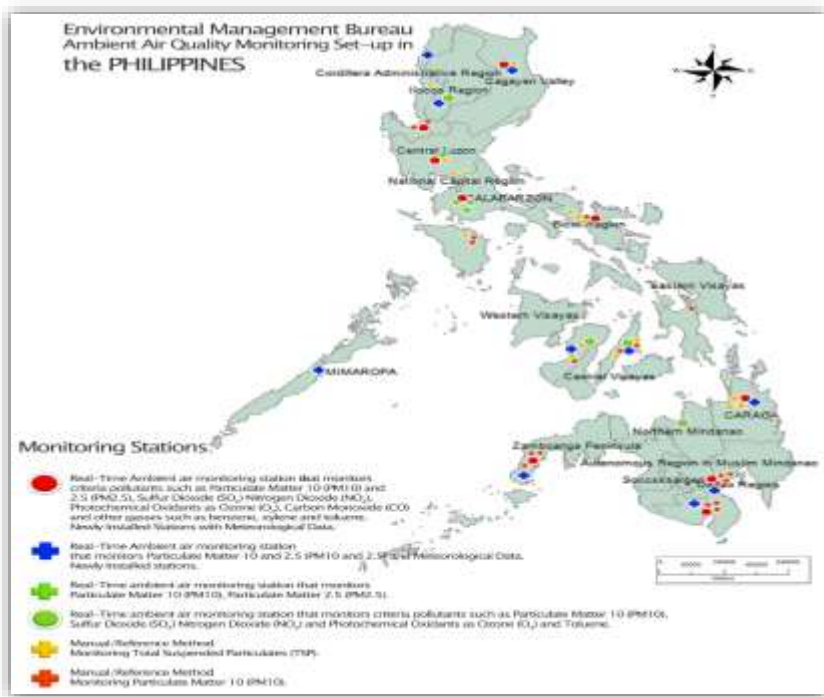 Environmental Management Bureau
Ambient Air Quality Monitoring Set-up in
the PHILIPPINES
Cordillera Administrative Region
Cagayan Valley
Ilocos Region
Central Luzon
National Capital Region
CALABARZON
Bicol Region
Eastern Visayas
Western Visayas
Central Visayas
MIMAROPA
CARAGA
Northern Mindanao
Zamboanga Peninsula
Autonomous Region in Muslim Mindanao
Soccsksargen
Region
Monitoring Stations
Real-Time Ambient air monitoring station that monitors
criteria pollutants such as Particulate Matter 10 (PM10) and
2.5 (PM2.5), Sulfur Dioxide (SO₂) Nitrogen Dioxide (NO₂),
Photochemical Oxidants as Ozone (O₃), Carbon Monoxide (CO)
and other gasses such as benzene, xylene and toluene.
Newly Installed Stations with Meteorological Data.
Real-Time Ambient air monitoring station
that monitors Particulate Matter 10 and 2.5 (PM10 and 2.5) Meteorological Data.
Newly Installed stations.
Real-Time ambient air monitoring station that monitors
Particulate Matter 10 (PM10), Particulate Matter 2.5 (PM2.5).
Real-Time ambient air monitoring station that monitors criteria pollutants such as Particulate Matter 10 (PM10),
Sulfur Dioxide (SO₂) Nitrogen Dioxide (NO₂) and Photochemical Oxidants as Ozone (O₃) and Toluene.
Manual/Reference Method
Monitoring Total Suspended Particulates (TSP).
Manual/Reference Method
Monitoring Particulate Matter 10 (PM10).